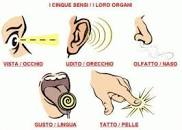 I CINQUE SENSI / I LORO ORGANI
VISTA / OCCHIO
UDITO / ORECCHIO
OLFATTO / NASO
GUSTO / LINGUA
TATTO / PELLE